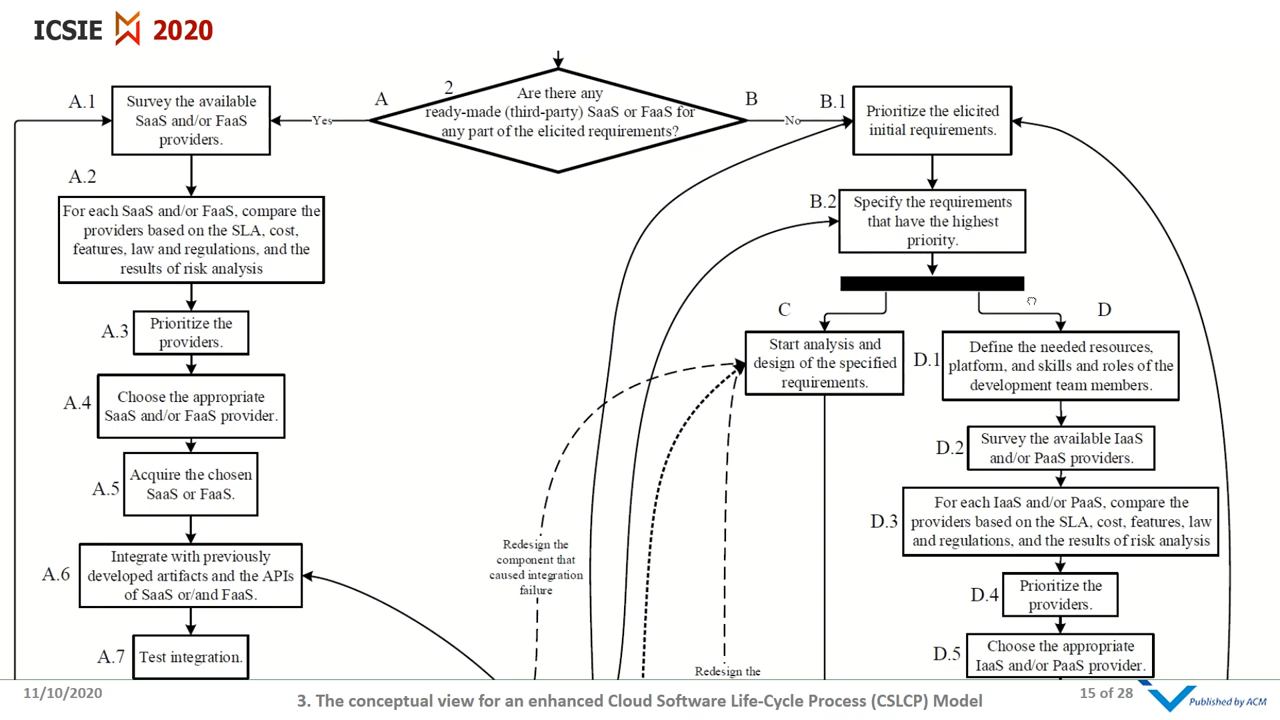 ICSIE 2020
2
Are there any
ready-made (third-party) SaaS or FaaS for
any part of the elicited requirements?
A
Yes
B
No
A.1
Survey the available
SaaS and/or FaaS
providers.
A.2
For each SaaS and/or FaaS, compare the
providers based on the SLA, cost,
features, law and regulations, and the
results of risk analysis
A.3
Prioritize the
providers.
A.4
Choose the appropriate
SaaS and/or FaaS provider.
A.5
Acquire the chosen
SaaS or FaaS.
A.6
Integrate with previously
developed artifacts and the APIs
of SaaS or/and FaaS.
A.7
Test integration.
B.1
Prioritize the elicited
initial requirements.
B.2
Specify the requirements
that have the highest
priority.
C
Start analysis and
design of the specified
requirements.
D
D.1
Define the needed resources,
platform, and skills and roles of the
development team members.
D.2
Survey the available IaaS
and/or PaaS providers.
D.3
For each IaaS and/or PaaS, compare the
providers based on the SLA, cost, features, law
and regulations, and the results of risk analysis
D.4
Prioritize the
providers.
D.5
Choose the appropriate
IaaS and/or PaaS provider.
Redesign the
component that
caused integration
failure
Redesign the
11/10/2020
3. The conceptual view for an enhanced Cloud Software Life-Cycle Process (CSLCP) Model
15 of 28
Published by ACM